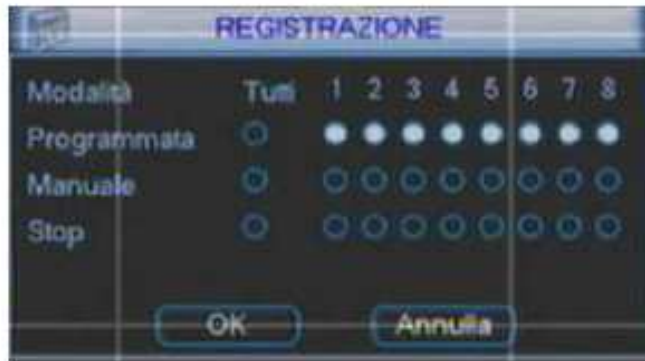 REGISTRAZIONE
Modalità Tutti 1 2 3 4 5 6 7 8
Programmata
Manuale
Stop
OK Annulla